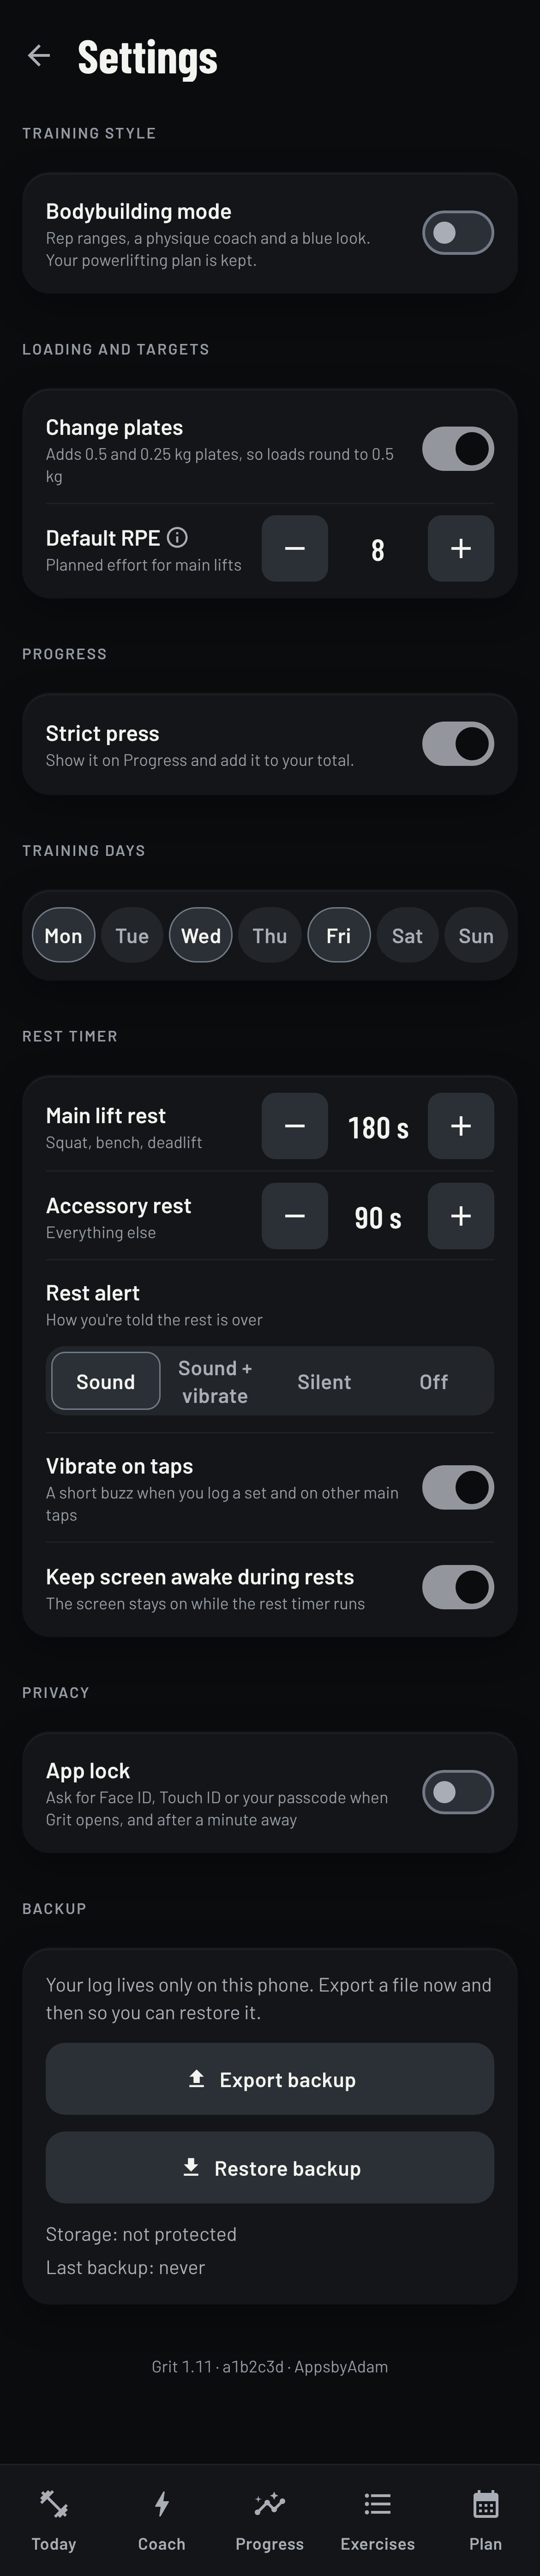 Settings
TRAINING STYLE
Bodybuilding mode
Rep ranges, a physique coach and a blue look.
Your powerlifting plan is kept.
LOADING AND TARGETS
Change plates
Adds 0.5 and 0.25 kg plates, so loads round to 0.5
kg
Default RPE
Planned effort for main lifts
− 8 +
PROGRESS
Strict press
Show it on Progress and add it to your total.
TRAINING DAYS
Mon Tue Wed Thu Fri Sat Sun
REST TIMER
Main lift rest
Squat, bench, deadlift
− 180 s +
Accessory rest
Everything else
− 90 s +
Rest alert
How you're told the rest is over
Sound
Sound +
vibrate
Silent
Off
Vibrate on taps
A short buzz when you log a set and on other main
taps
Keep screen awake during rests
The screen stays on while the rest timer runs
PRIVACY
App lock
Ask for Face ID, Touch ID or your passcode when
Grit opens, and after a minute away
BACKUP
Your log lives only on this phone. Export a file now and
then so you can restore it.
Export backup
Restore backup
Storage: not protected
Last backup: never
Grit 1.11 · a1b2c3d · AppsbyAdam
Today Coach Progress Exercises Plan